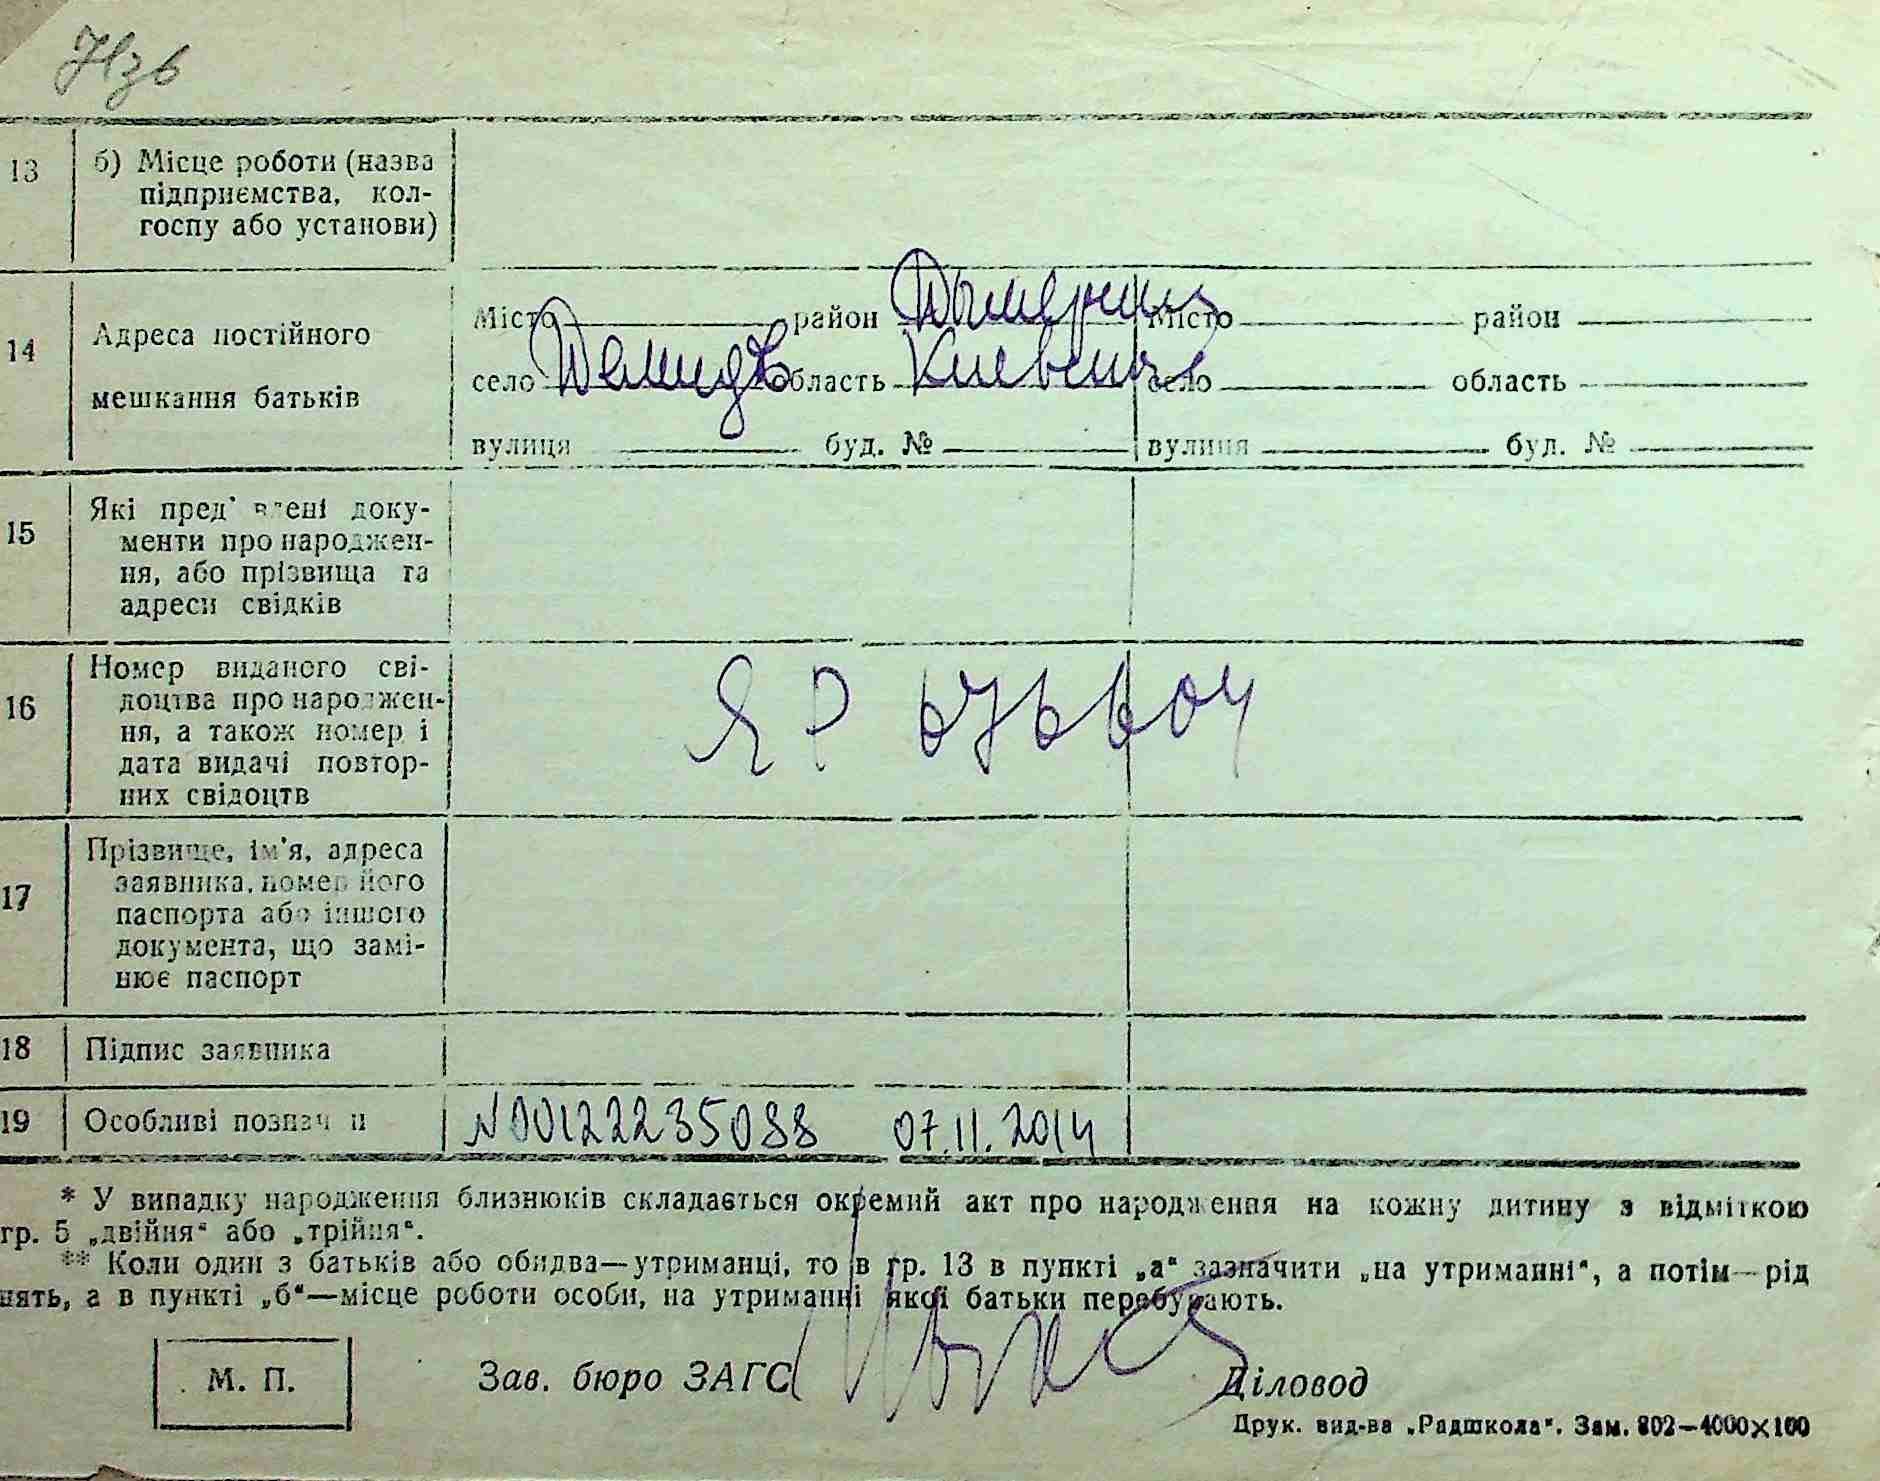 13 б) Місце роботи (назва
підприємства, кол-
госпу або установи)
14 Адреса постійного
мешкання батьків
Місто район Дымерский Місто район
село Демидов область Киевская село область
вулиця буд. № вулиця буд. №
15 Які пред' влені доку-
менти про народжен-
ня, або прізвища та
адреси свідків
16 Номер виданого сві-
доцтва про народжен-
ня, а також номер і
дата видачі повтор-
них свідоцтв
ЯР
17 Прізвище, ім'я, адреса
заявника, номер його
паспорта або іншого
документа, що замі-
нює паспорт
18 Підпис заявника
19 Особливі познач и N00122235088 07.11.2014
* У випадку народження близнюків складається окремий акт про народження на кожну дитину з відміткою
гр. 5 „двійня“ або „трійня“.
** Коли один з батьків або обидва—утриманці, то в гр. 13 в пункті „а“ зазначити „на утриманні“, а потім—рід
нять, а в пункті „б“—місце роботи особи, на утриманні якої батьки перебувають.
М. П. Зав. бюро ЗАГС Діловод
Друк. вид-ва „Радшкола“. Зам. 802—4000×100